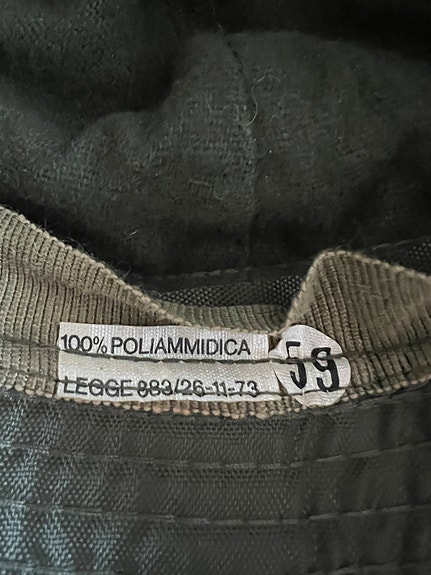 100% POLIAMMIDICA
LEGGE 883/26-11-73
59